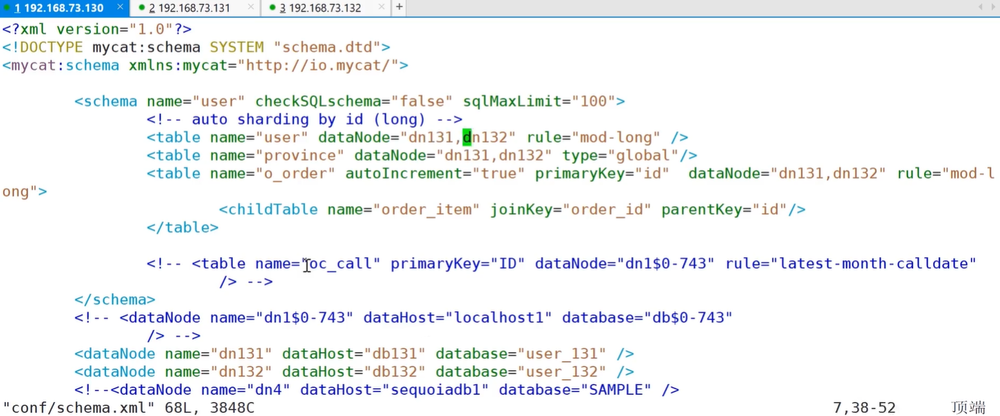 1 192.168.73.130 × 2 192.168.73.131 × 3 192.168.73.132 × +
<?xml version="1.0"?>
<!DOCTYPE mycat:schema SYSTEM "schema.dtd">
<mycat:schema xmlns:mycat="http://io.mycat/">
<schema name="user" checkSQLschema="false" sqlMaxLimit="100">
<!-- auto sharding by id (long) -->
<table name="user" dataNode="dn131,dn132" rule="mod-long" />
<table name="province" dataNode="dn131,dn132" type="global"/>
<table name="o_order" autoIncrement="true" primaryKey="id"  dataNode="dn131,dn132" rule="mod-l
ong">
<childTable name="order_item" joinKey="order_id" parentKey="id"/>
</table>
<!-- <table name="oc_call" primaryKey="ID" dataNode="dn1$0-743" rule="latest-month-calldate"
/> -->
</schema>
<!-- <dataNode name="dn1$0-743" dataHost="localhost1" database="db$0-743"
/> -->
<dataNode name="dn131" dataHost="db131" database="user_131" />
<dataNode name="dn132" dataHost="db132" database="user_132" />
<!--<dataNode name="dn4" dataHost="sequoiadb1" database="SAMPLE" />
"conf/schema.xml" 68L, 3848C 7,38-52 顶端